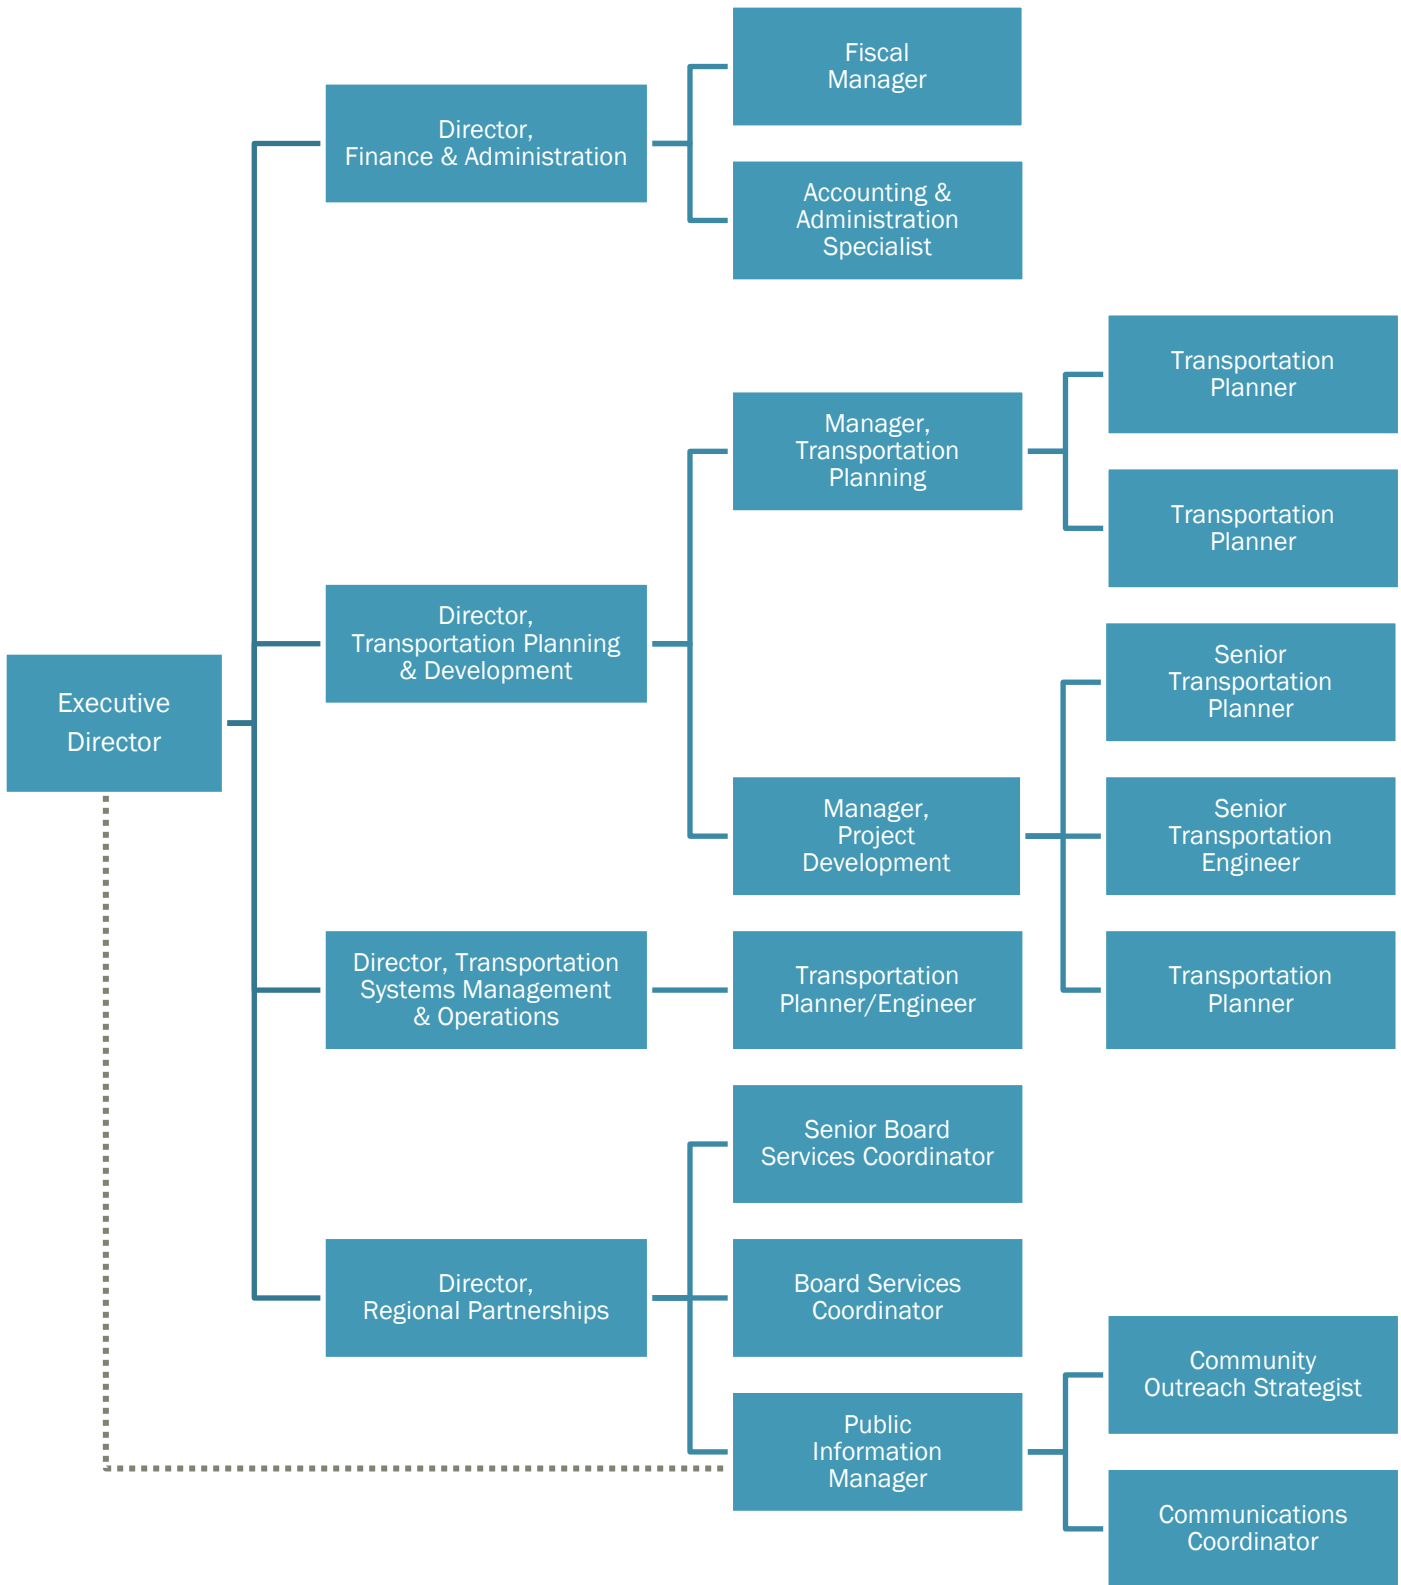 Executive
Director
Director,
Finance & Administration
Fiscal
Manager
Accounting &
Administration
Specialist
Director,
Transportation Planning
& Development
Manager,
Transportation
Planning
Transportation
Planner
Transportation
Planner
Manager,
Project
Development
Senior
Transportation
Planner
Senior
Transportation
Engineer
Transportation
Planner
Director, Transportation
Systems Management
& Operations
Transportation
Planner/Engineer
Director,
Regional Partnerships
Senior Board
Services Coordinator
Board Services
Coordinator
Public
Information
Manager
Community
Outreach Strategist
Communications
Coordinator